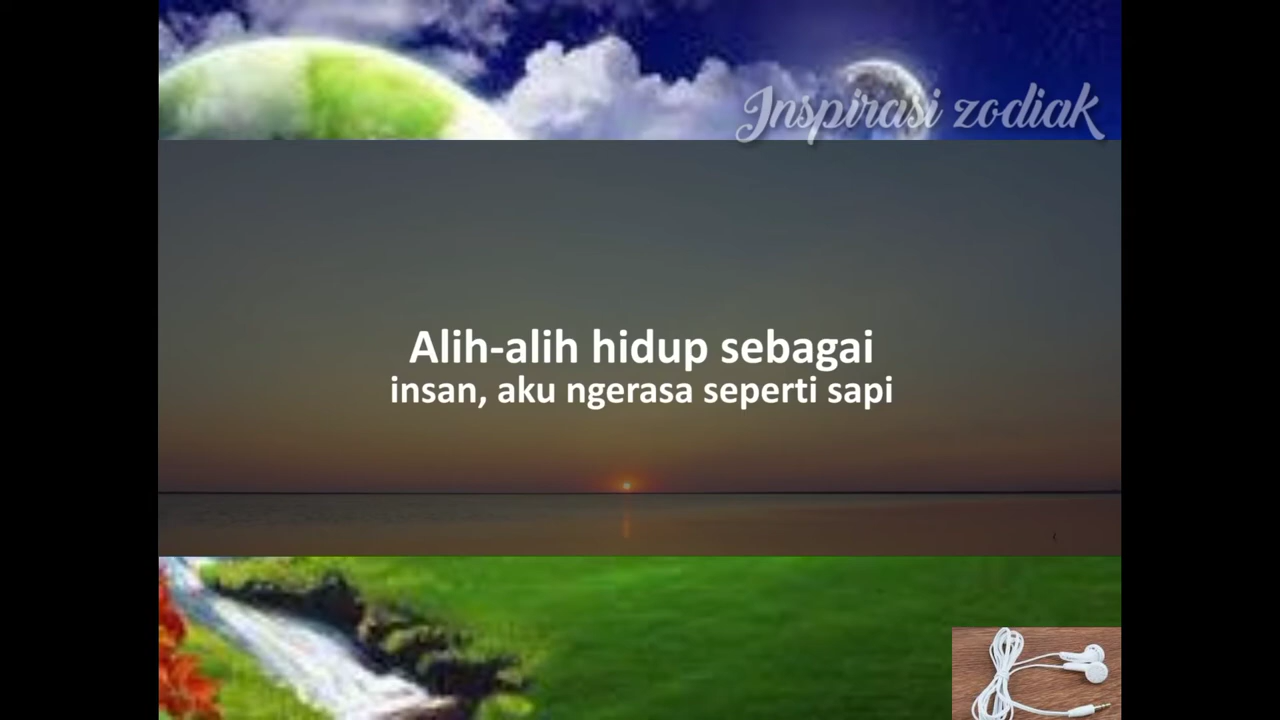 Inspirasi zodiak
Alih-alih hidup sebagai
insan, aku ngerasa seperti sapi